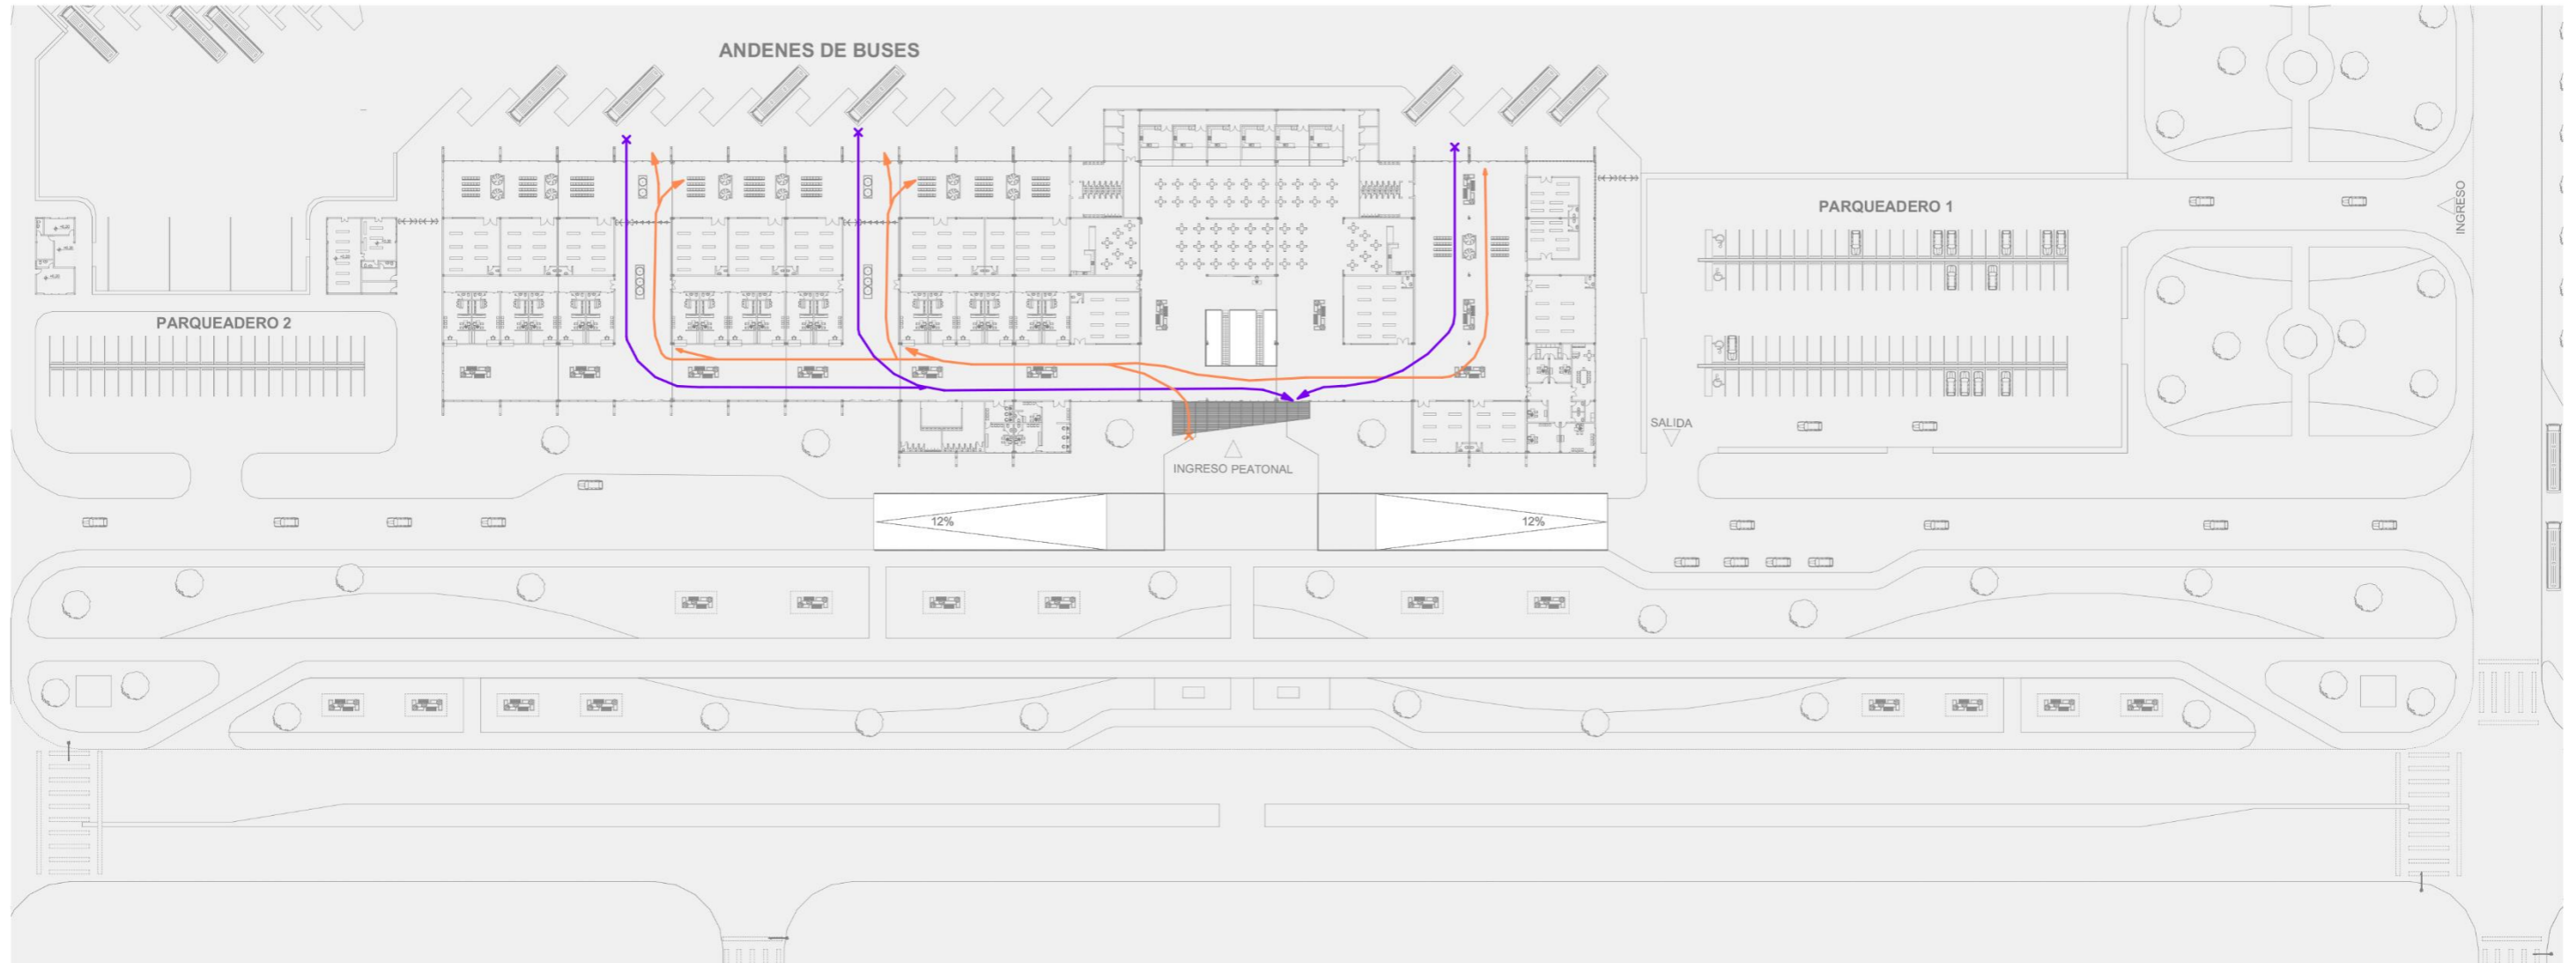 ANDENES DE BUSES
PARQUEADERO 1
INGRESO
PARQUEADERO 2
SALIDA
INGRESO PEATONAL
12%
12%